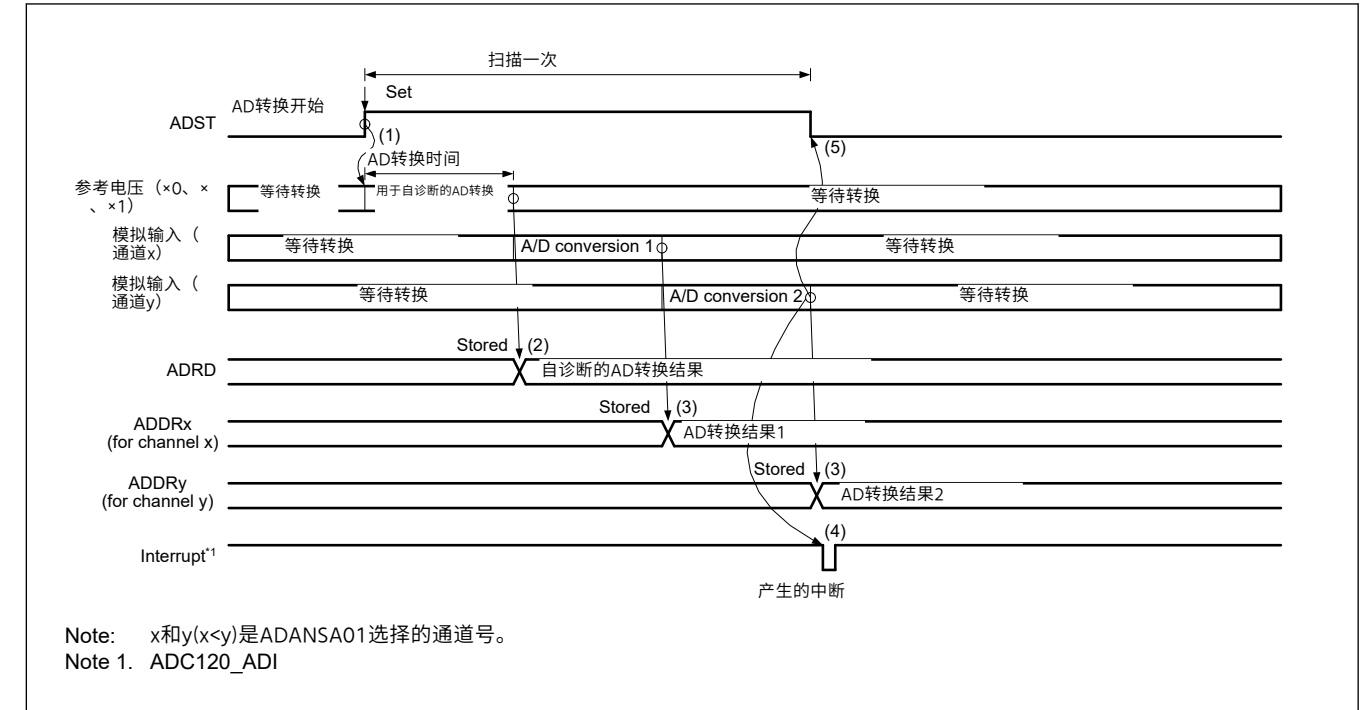 扫描一次
Set
AD转换开始
ADST
(1)
(5)
AD转换时间
参考电压（×0、×
、×1）
等待转换
用于自诊断的AD转换
等待转换
模拟输入（
通道x）
等待转换
A/D conversion 1
等待转换
模拟输入（
通道y）
等待转换
A/D conversion 2
等待转换
Stored
(2)
ADRD
自诊断的AD转换结果
Stored
(3)
ADDRx
(for channel x)
AD转换结果1
Stored
(3)
ADDRy
(for channel y)
AD转换结果2
(4)
Interrupt*1
产生的中断
Note: x和y(x<y)是ADANSA01选择的通道号。
Note 1. ADC120_ADI